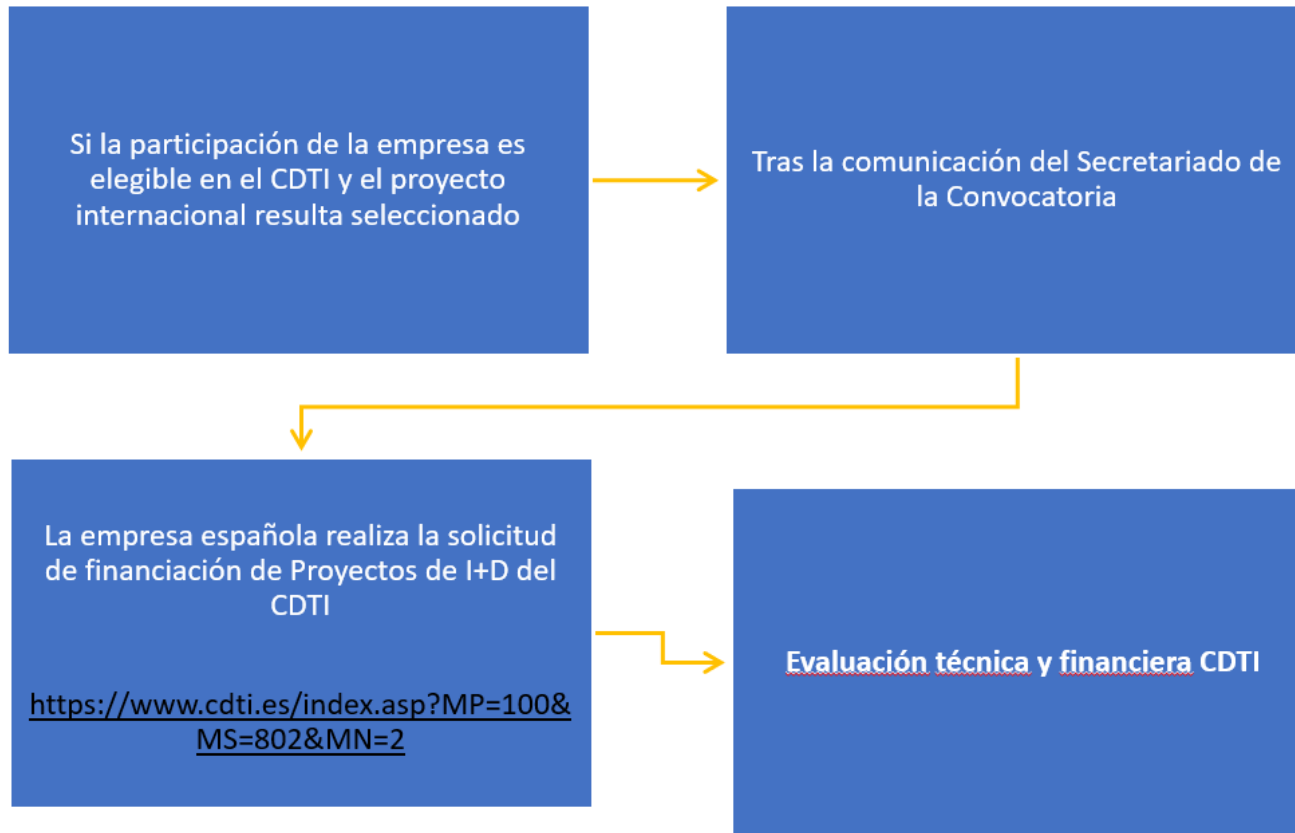 Si la participación de la empresa es
elegible en el CDTI y el proyecto
internacional resulta seleccionado
Tras la comunicación del Secretariado de
la Convocatoria
La empresa española realiza la solicitud
de financiación de Proyectos de I+D del
CDTI
https://www.cdti.es/index.asp?MP=100&
MS=802&MN=2
Evaluación técnica y financiera CDTI